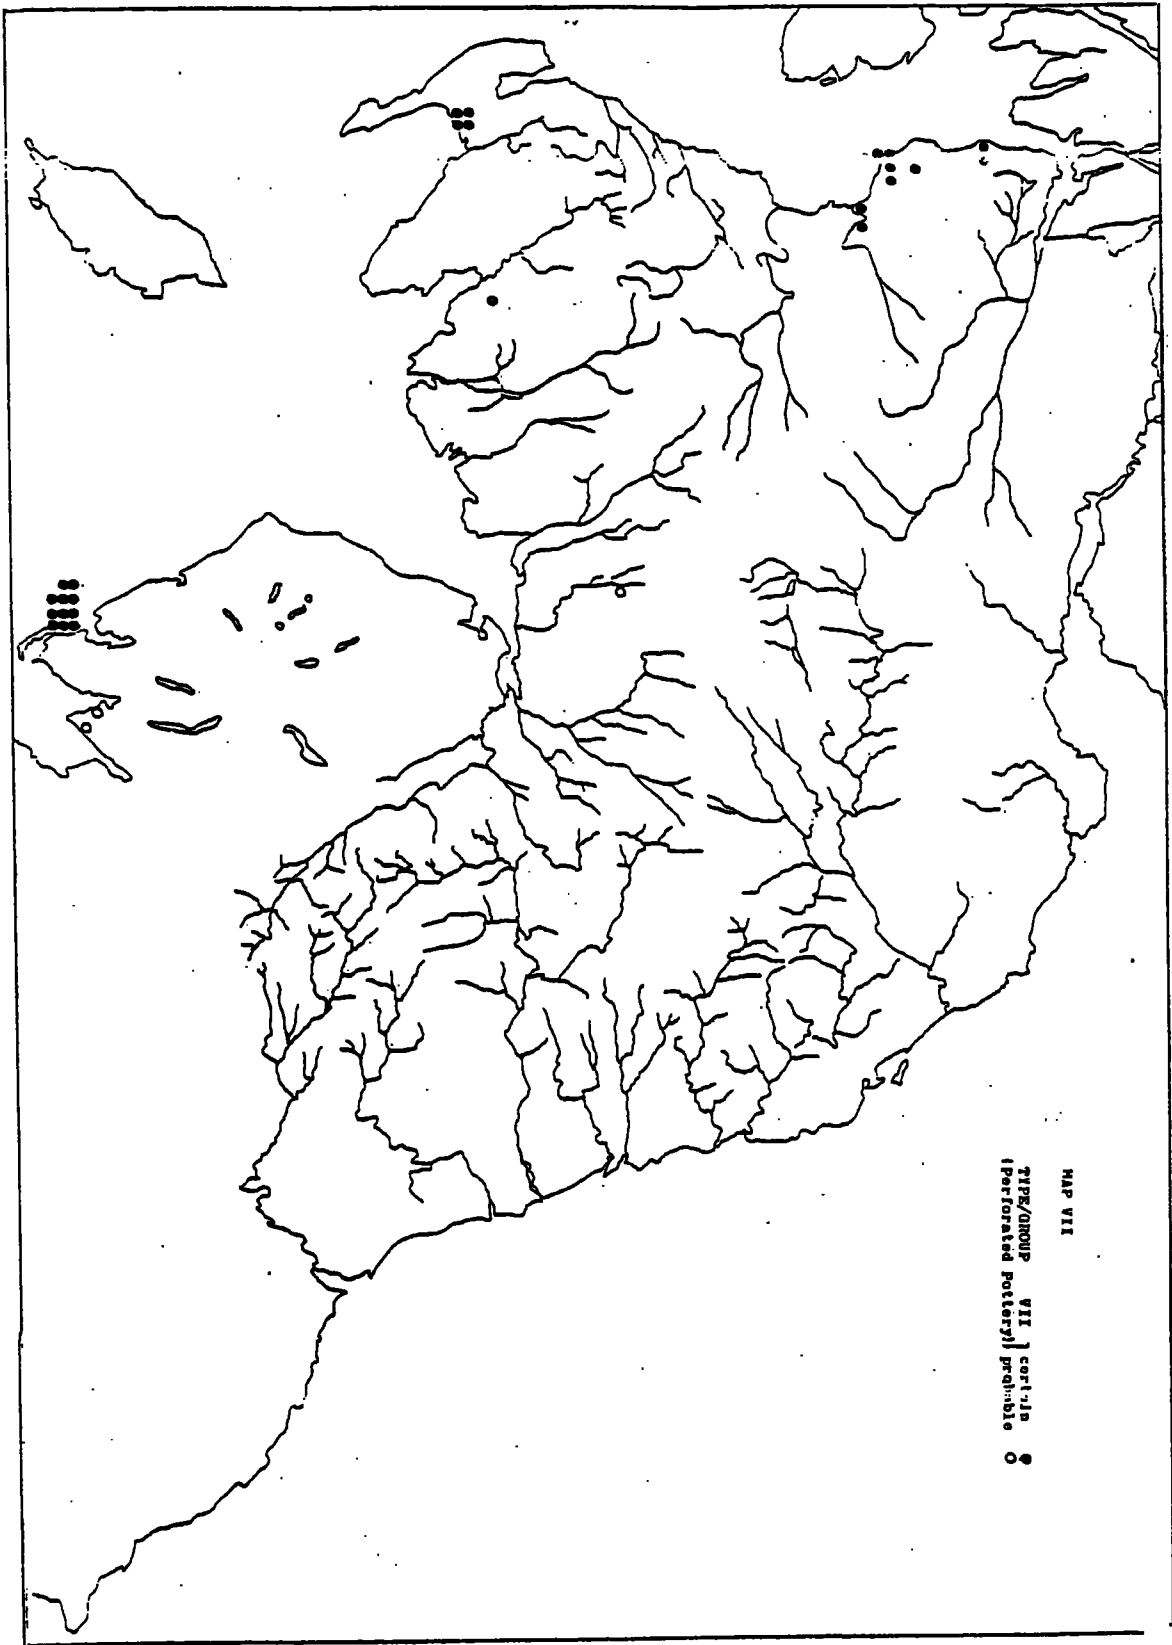 MAP VII
TYPE/GROUP VII ] certain ●
(Perforated Pottery)] probable ○